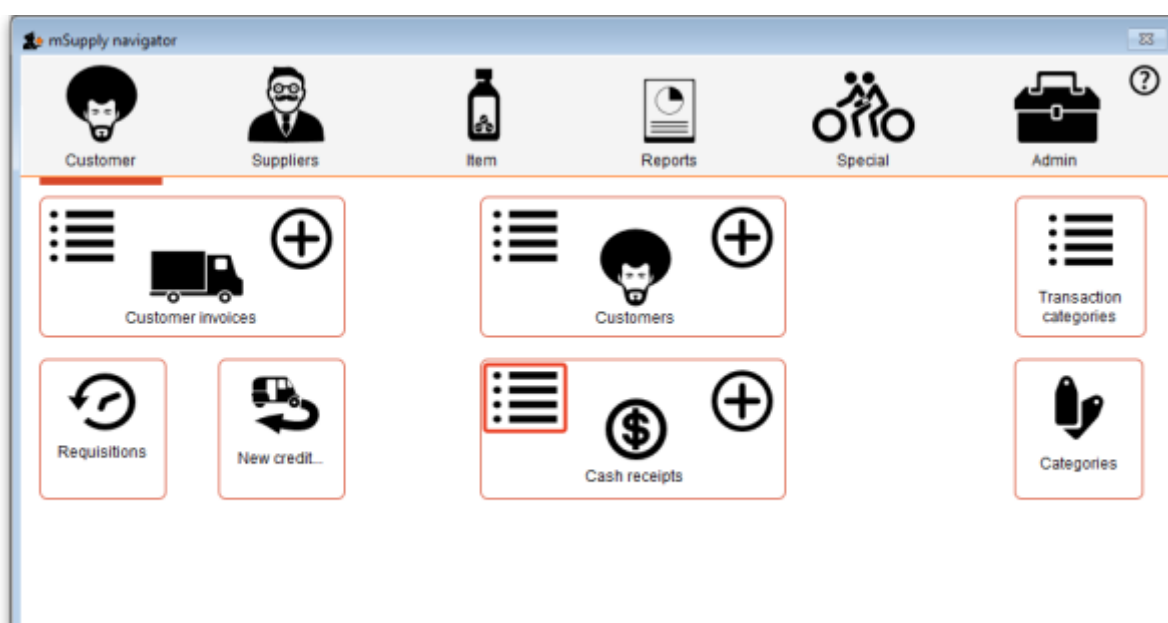 mSupply navigator
Customer
Suppliers
Item
Reports
Special
Admin
Customer invoices
Customers
Transaction
categories
Requisitions
New credit...
Cash receipts
Categories